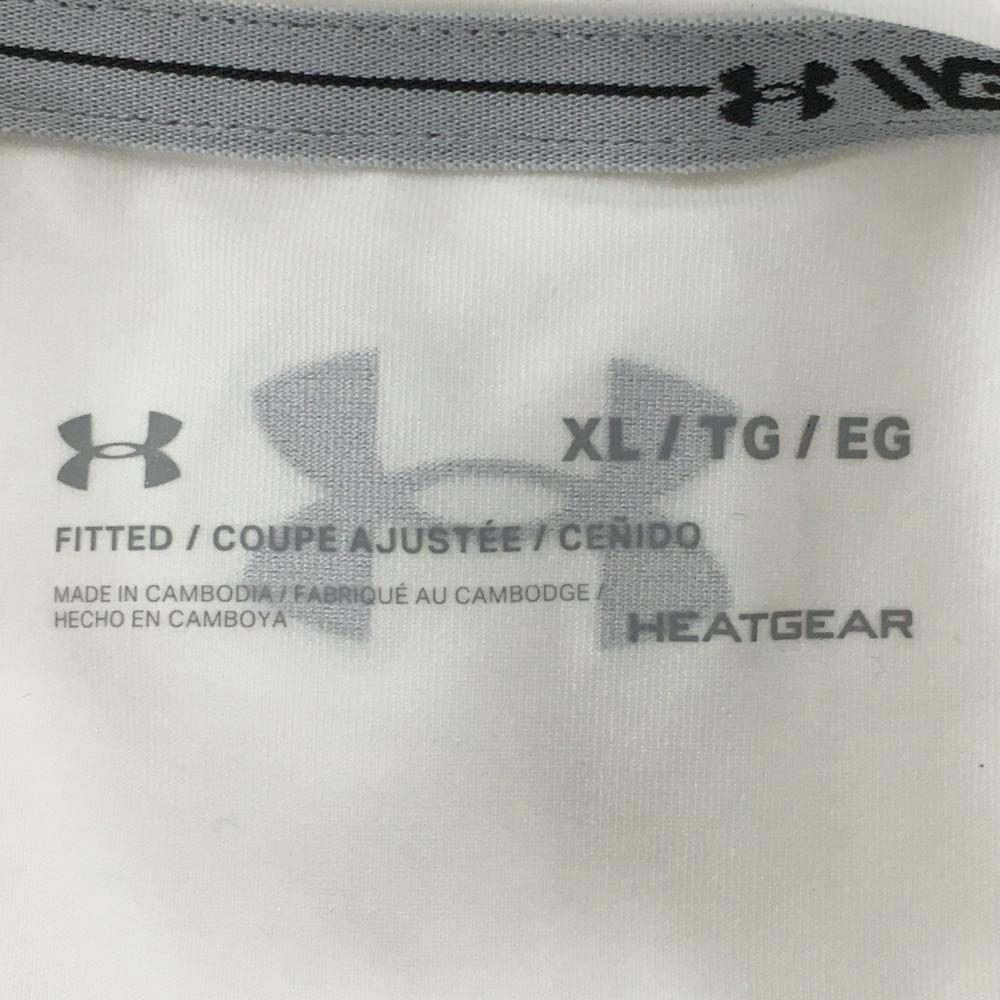 XL / TG / EG
FITTED / COUPE AJUSTÉE / CEÑIDO
MADE IN CAMBODIA / FABRIQUÉ AU CAMBODGE /
HECHO EN CAMBOYA
HEATGEAR